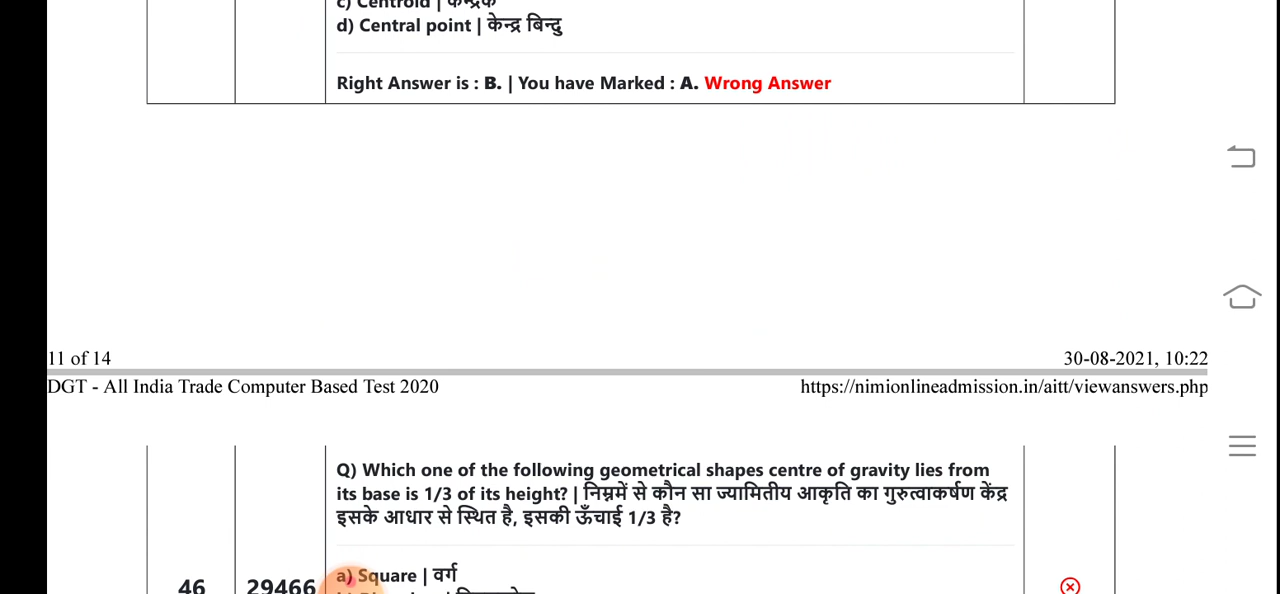 c) Centroid | केन्द्रक
d) Central point | केन्द्र बिन्दु
Right Answer is : B. | You have Marked : A. Wrong Answer
11 of 14
30-08-2021, 10:22
DGT - All India Trade Computer Based Test 2020
https://nimionlineadmission.in/aitt/viewanswers.php
Q) Which one of the following geometrical shapes centre of gravity lies from
its base is 1/3 of its height? | निम्नमें से कौन सा ज्यामितीय आकृति का गुरुत्वाकर्षण केंद्र
इसके आधार से स्थित है, इसकी ऊँचाई 1/3 है?
46
29466
a) Square | वर्ग